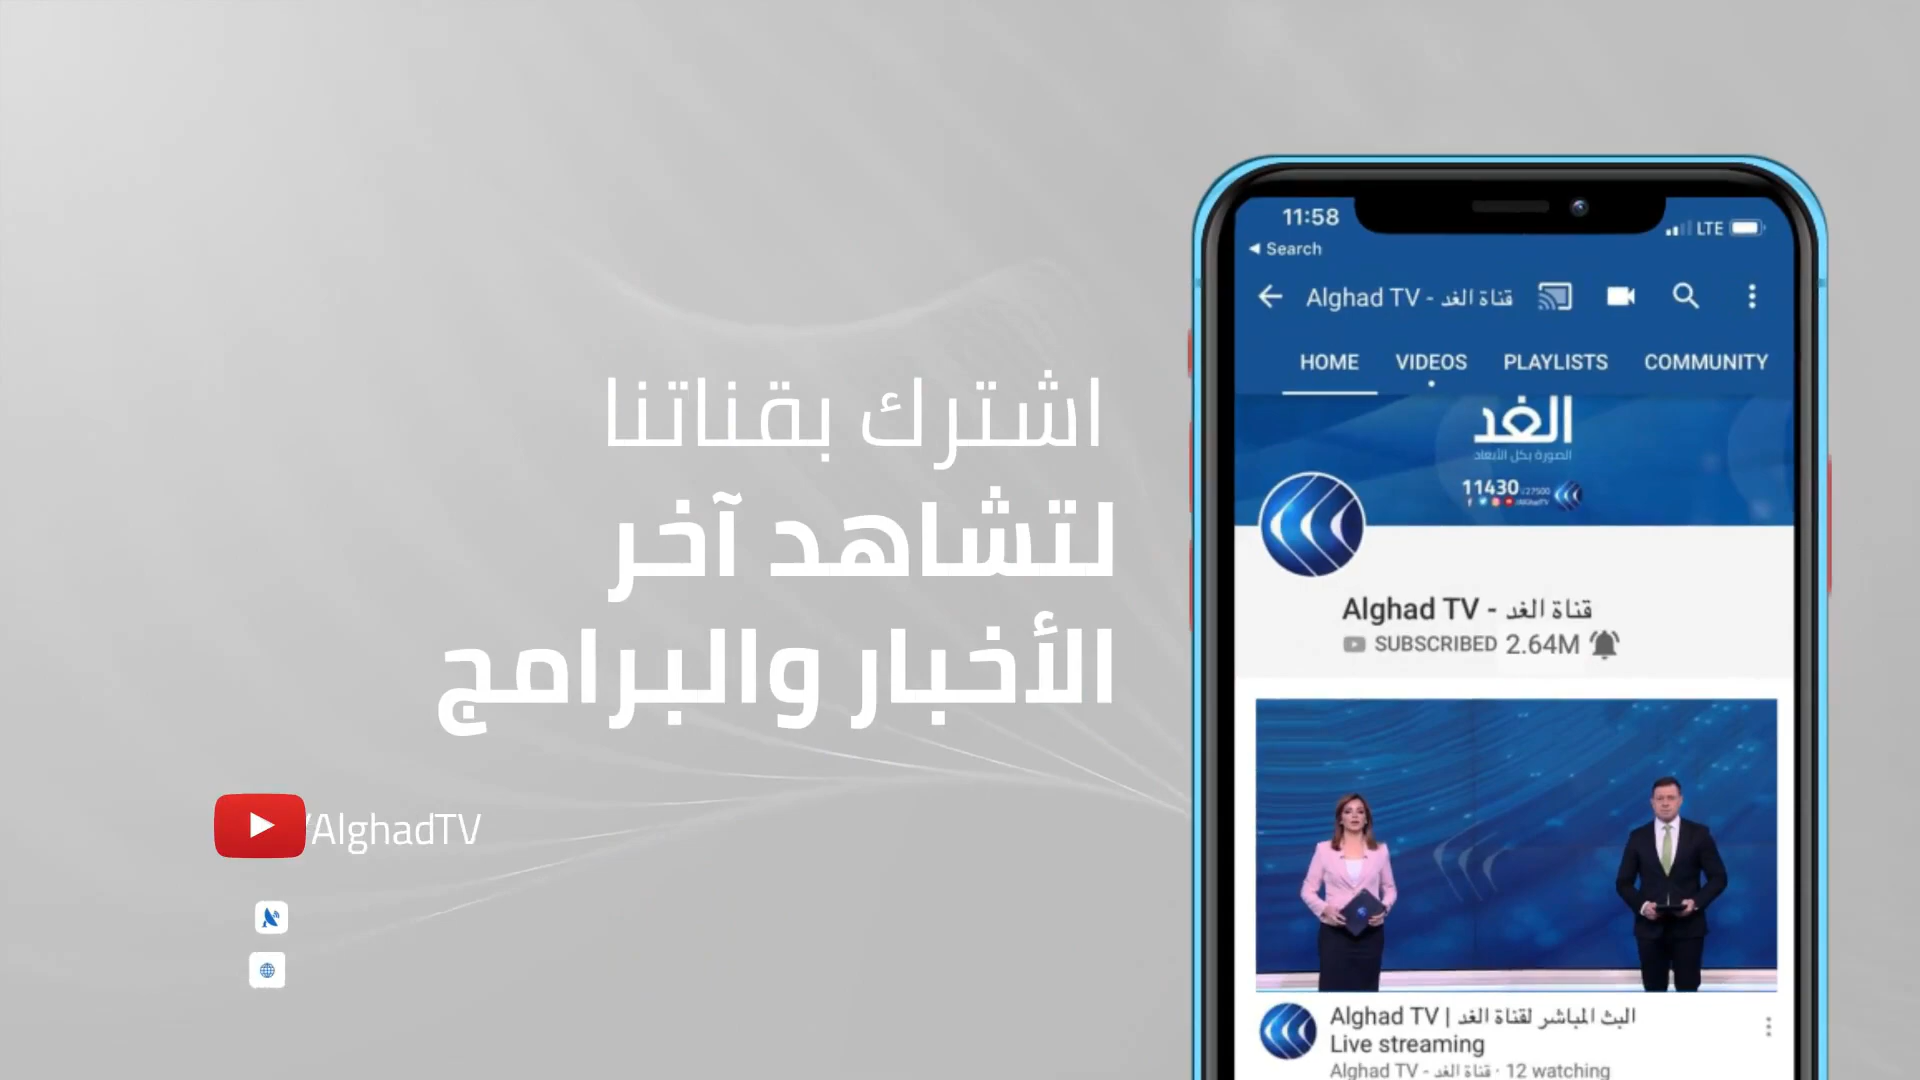 اشترك بقناتنا
لتشاهد آخر
الأخبار والبرامج
/AlghadTV
11:58
LTE
Search
Alghad TV - قناة الغد
HOME VIDEOS PLAYLISTS COMMUNITY
الغد
الصورة بكل الأبعاد
11430 27500
Alghad TV - قناة الغد
SUBSCRIBED 2.64M
Alghad TV | البث المباشر لقناة الغد
Live streaming
Alghad TV - قناة الغد · 12 watching